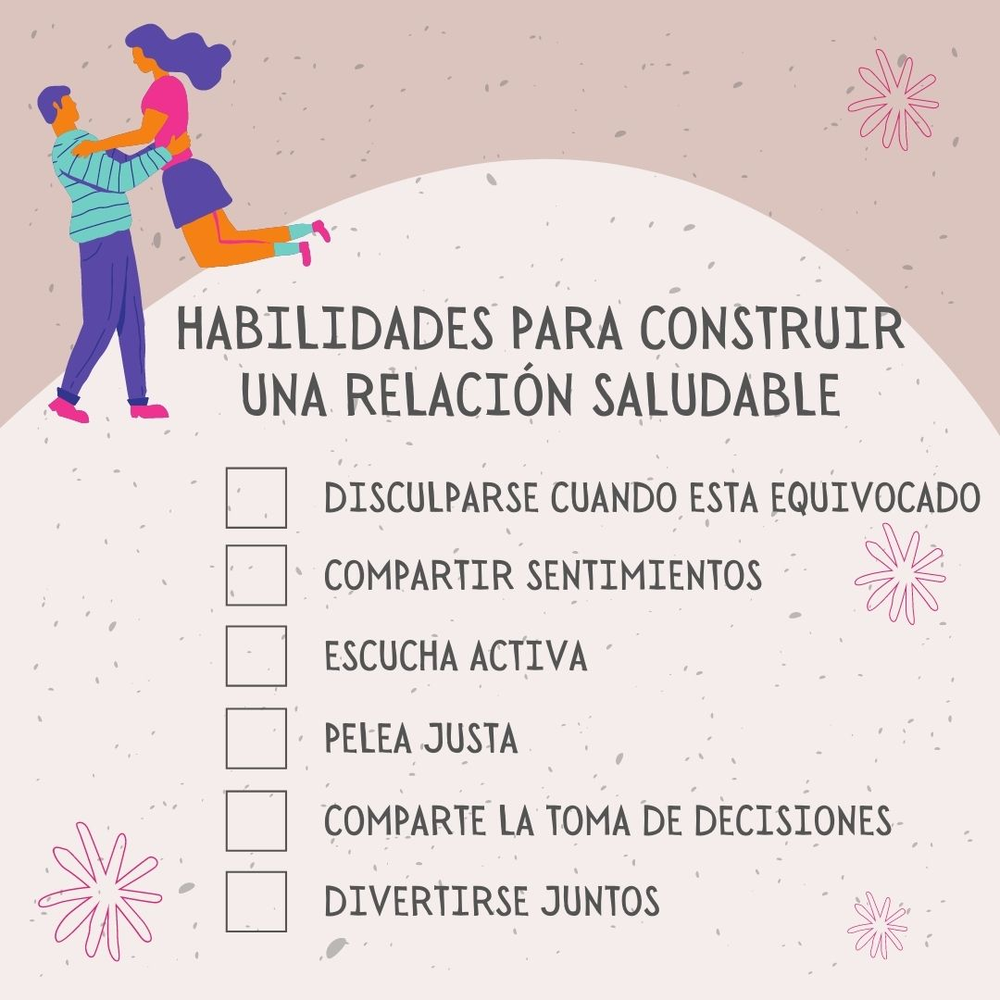 HABILIDADES PARA CONSTRUIR
UNA RELACIÓN SALUDABLE
DISCULPARSE CUANDO ESTA EQUIVOCADO
COMPARTIR SENTIMIENTOS
ESCUCHA ACTIVA
PELEA JUSTA
COMPARTE LA TOMA DE DECISIONES
DIVERTIRSE JUNTOS